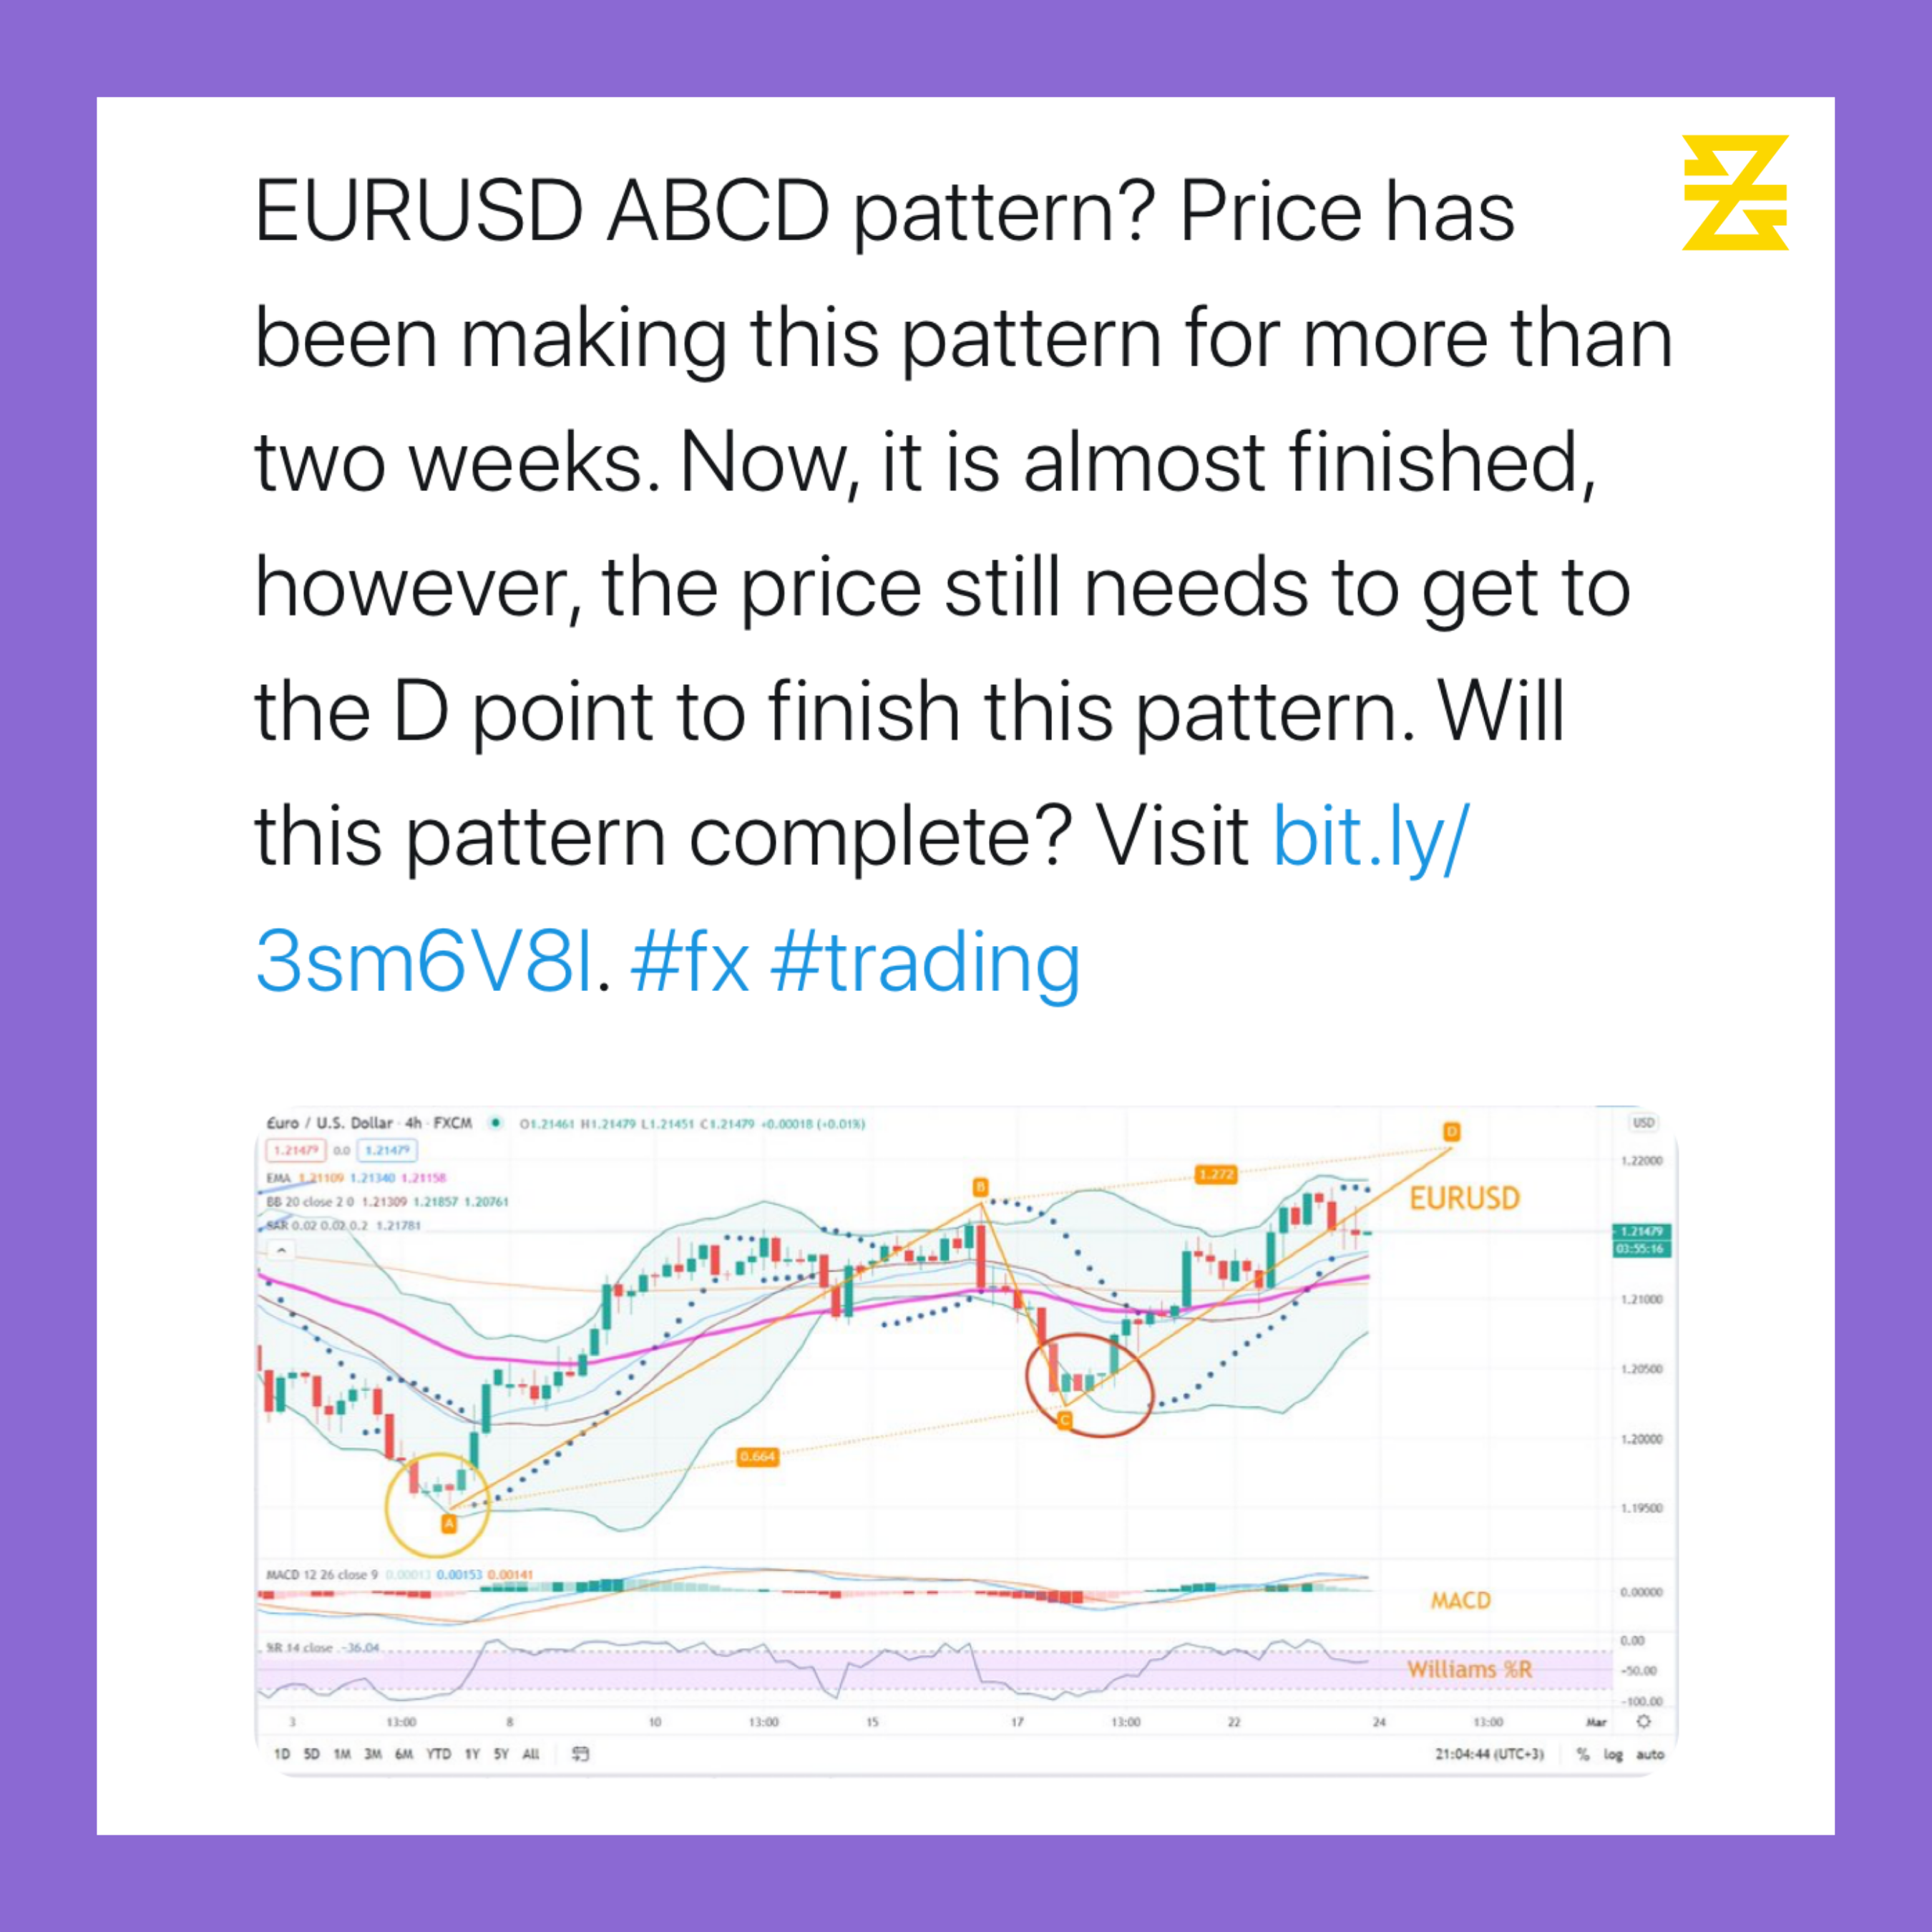 EURUSD ABCD pattern? Price has
been making this pattern for more than
two weeks. Now, it is almost finished,
however, the price still needs to get to
the D point to finish this pattern. Will
this pattern complete? Visit bit.ly/
3sm6V8I. #fx #trading
Euro / U.S. Dollar · 4h · FXCM O1.21461 H1.21479 L1.21451 C1.21479 +0.00018 (+0.01%)
USD
D
1.21479 0.0 1.21479
1.22000
1.272
EMA 1.21109 1.21340 1.21158
B
EURUSD
BB 20 close 2 0 1.21309 1.21857 1.20761
SAR 0.02 0.02 0.2 1.21781
1.21479
03:55:16
1.21000
1.20500
C
1.20000
0.664
1.19500
A
MACD 12 26 close 9 0.00013 0.00153 0.00141
0.00000
MACD
%R 14 close -36.04
0.00
Williams %R
-50.00
-100.00
3 13:00 8 10 13:00 15 17 13:00 22 24 13:00 Mar
1D 5D 1M 3M 6M YTD 1Y 5Y All 21:04:44 (UTC+3) % log auto